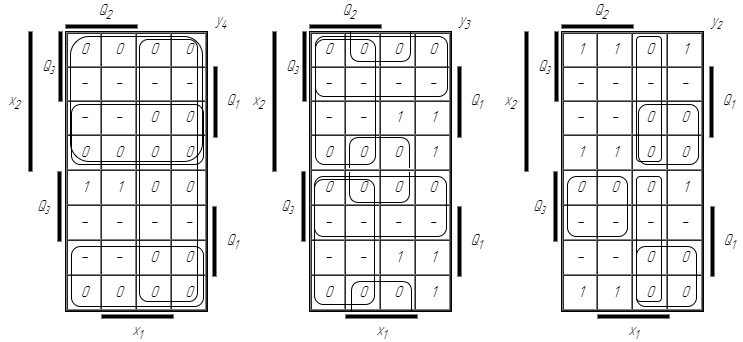 Q2 y4 Q2 y3 Q2 y2
0 0 0 0 0 0 0 0 1 1 0 1
Q3 Q3 Q3
- - - - - - - - - - - -
x2 Q1 x2 Q1 x2 Q1
- - 0 0 - - 1 1 - - 0 0
0 0 0 0 0 0 0 1 1 1 0 0
1 1 0 0 0 0 0 0 0 0 0 1
Q3 Q3 Q3
- - - - - - - - - - - -
Q1 Q1 Q1
- - 0 0 - - 1 1 - - 0 0
0 0 0 0 0 0 0 1 1 1 0 0
x1 x1 x1